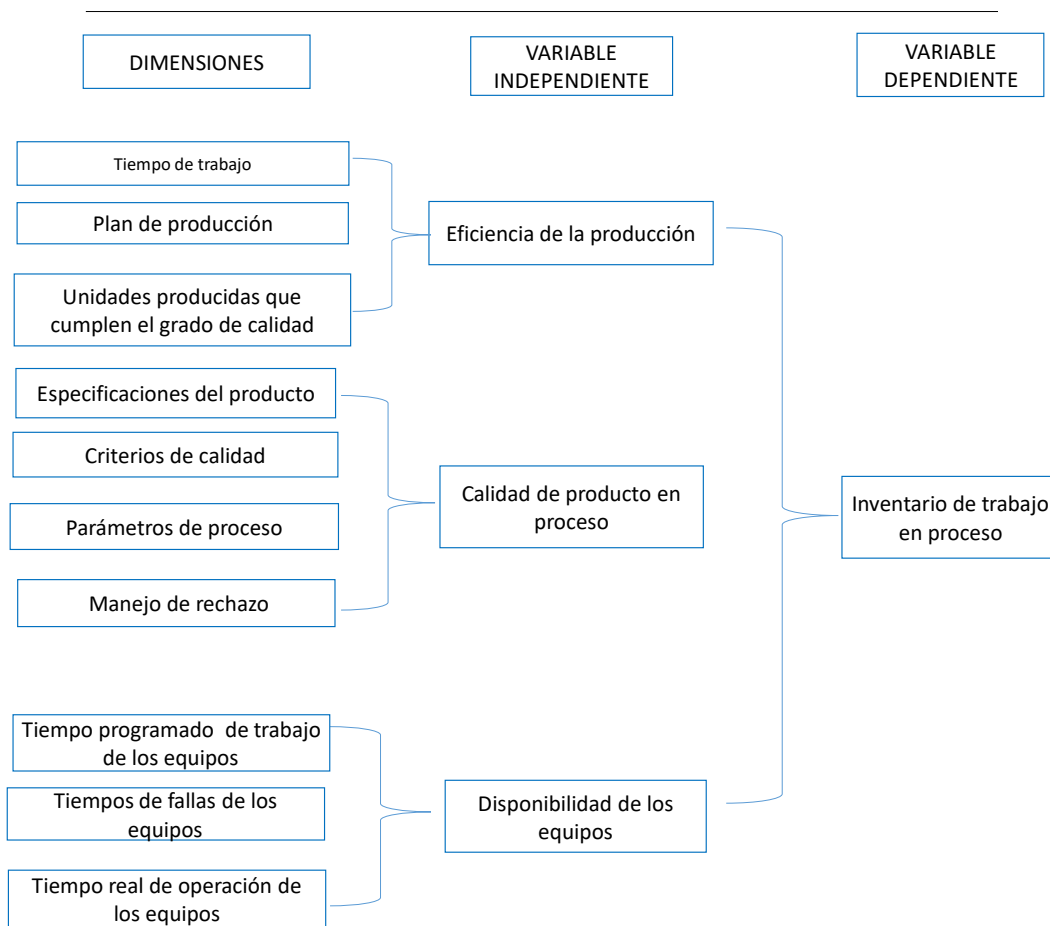 DIMENSIONES
VARIABLE
INDEPENDIENTE
VARIABLE
DEPENDIENTE
Tiempo de trabajo
Plan de producción
Unidades producidas que
cumplen el grado de calidad
Eficiencia de la producción
Especificaciones del producto
Criterios de calidad
Parámetros de proceso
Manejo de rechazo
Calidad de producto en
proceso
Inventario de trabajo
en proceso
Tiempo programado  de trabajo
de los equipos
Tiempos de fallas de los
equipos
Tiempo real de operación de
los equipos
Disponibilidad de los
equipos